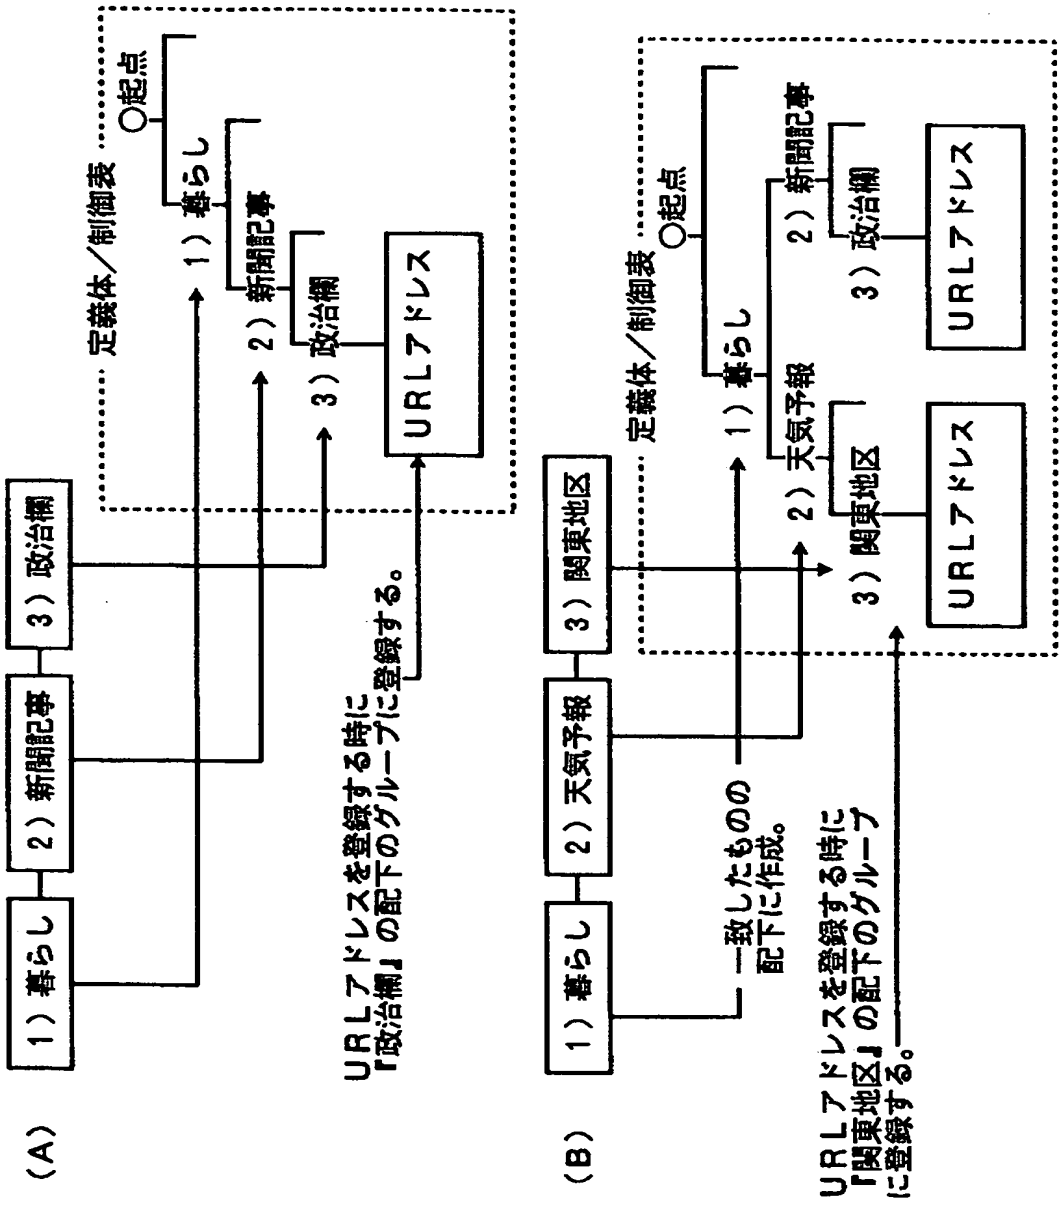 (A)
1) 暮らし
2) 新聞記事
3) 政治欄
定義体/制御表
○起点
1) 暮らし
2) 新聞記事
3) 政治欄
URLアドレス
URLアドレスを登録する時に
『政治欄』の配下のグループに登録する。
(B)
1) 暮らし
2) 天気予報
3) 関東地区
一致したものの
配下に作成。
定義体/制御表
○起点
1) 暮らし
2) 天気予報
2) 新聞記事
3) 関東地区
3) 政治欄
URLアドレス
URLアドレス
URLアドレスを登録する時に
『関東地区』の配下のグループ
に登録する。